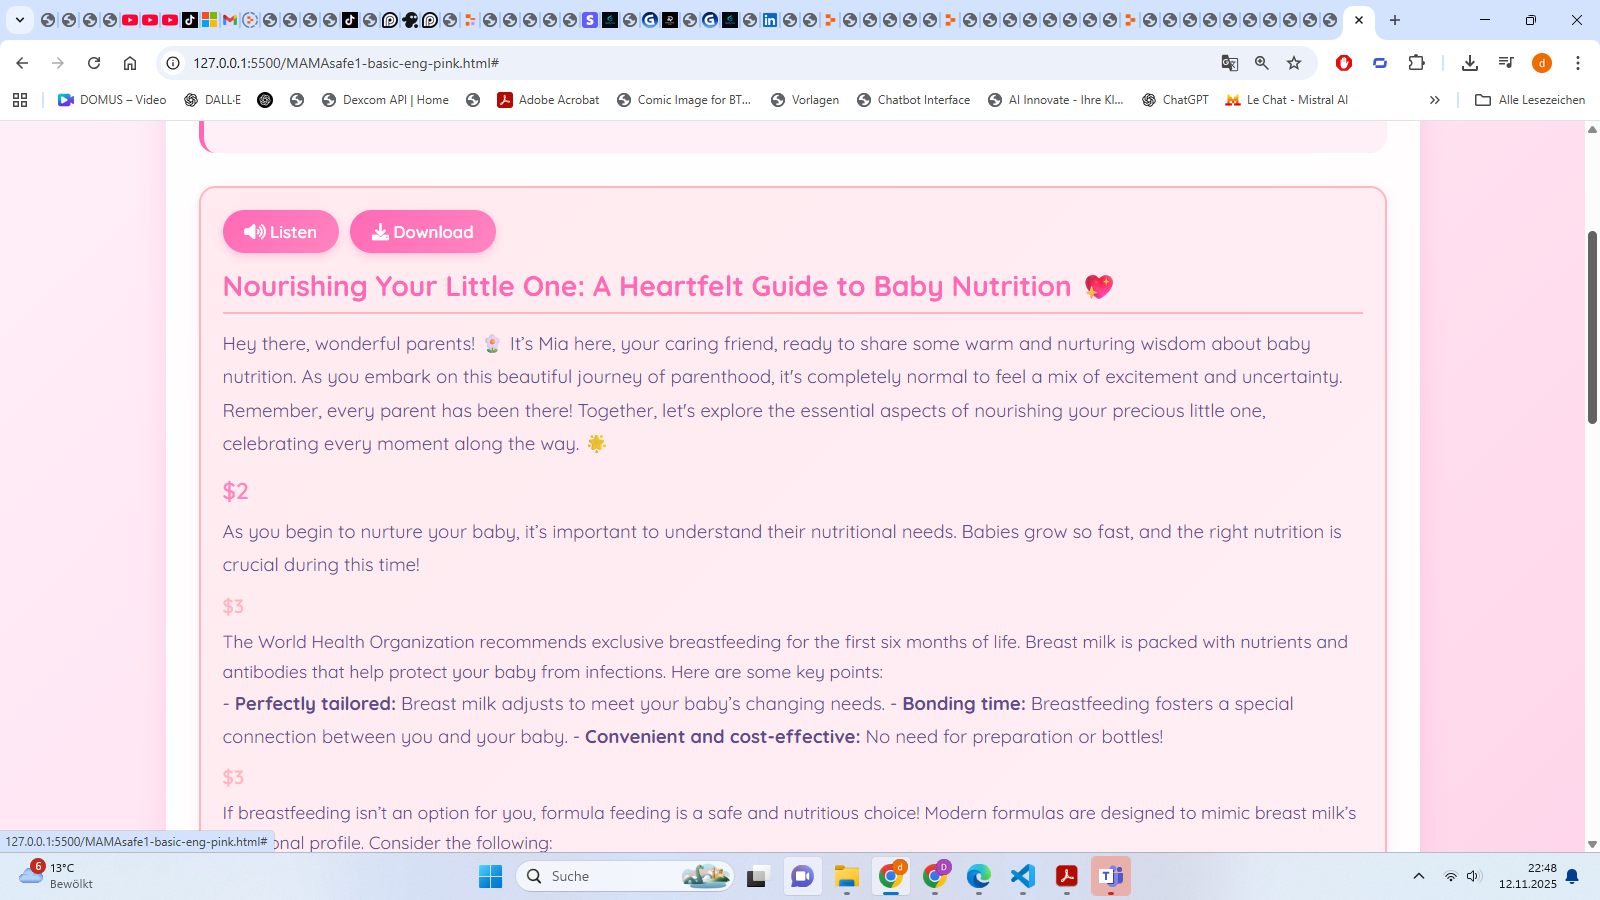 127.0.0.1:5500/MAMAsafe1-basic-eng-pink.html#
DOMUS – Video
DALL·E
Dexcom API | Home
Adobe Acrobat
Comic Image for BT...
Vorlagen
Chatbot Interface
AI Innovate - Ihre KI...
ChatGPT
Le Chat - Mistral AI
Alle Lesezeichen
Listen
Download
Nourishing Your Little One: A Heartfelt Guide to Baby Nutrition 💖
Hey there, wonderful parents! 🌸 It’s Mia here, your caring friend, ready to share some warm and nurturing wisdom about baby
nutrition. As you embark on this beautiful journey of parenthood, it's completely normal to feel a mix of excitement and uncertainty.
Remember, every parent has been there! Together, let's explore the essential aspects of nourishing your precious little one,
celebrating every moment along the way. 🌟
$2
As you begin to nurture your baby, it’s important to understand their nutritional needs. Babies grow so fast, and the right nutrition is
crucial during this time!
$3
The World Health Organization recommends exclusive breastfeeding for the first six months of life. Breast milk is packed with nutrients and
antibodies that help protect your baby from infections. Here are some key points:
- Perfectly tailored: Breast milk adjusts to meet your baby’s changing needs. - Bonding time: Breastfeeding fosters a special
connection between you and your baby. - Convenient and cost-effective: No need for preparation or bottles!
$3
If breastfeeding isn’t an option for you, formula feeding is a safe and nutritious choice! Modern formulas are designed to mimic breast milk’s
onal profile. Consider the following:
127.0.0.1:5500/MAMAsafe1-basic-eng-pink.html#
6
13°C
Bewölkt
Suche
22:48
12.11.2025